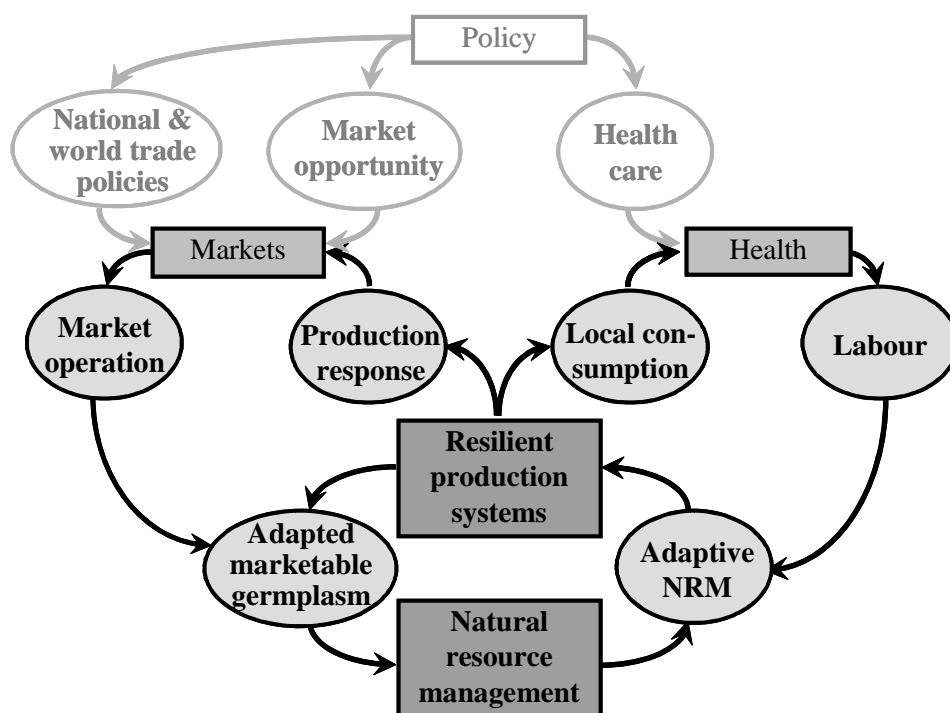 Policy
National &
world trade
policies
Market
opportunity
Health
care
Markets
Health
Market
operation
Production
response
Local con-
sumption
Labour
Resilient
production
systems
Adapted
marketable
germplasm
Adaptive
NRM
Natural
resource
management